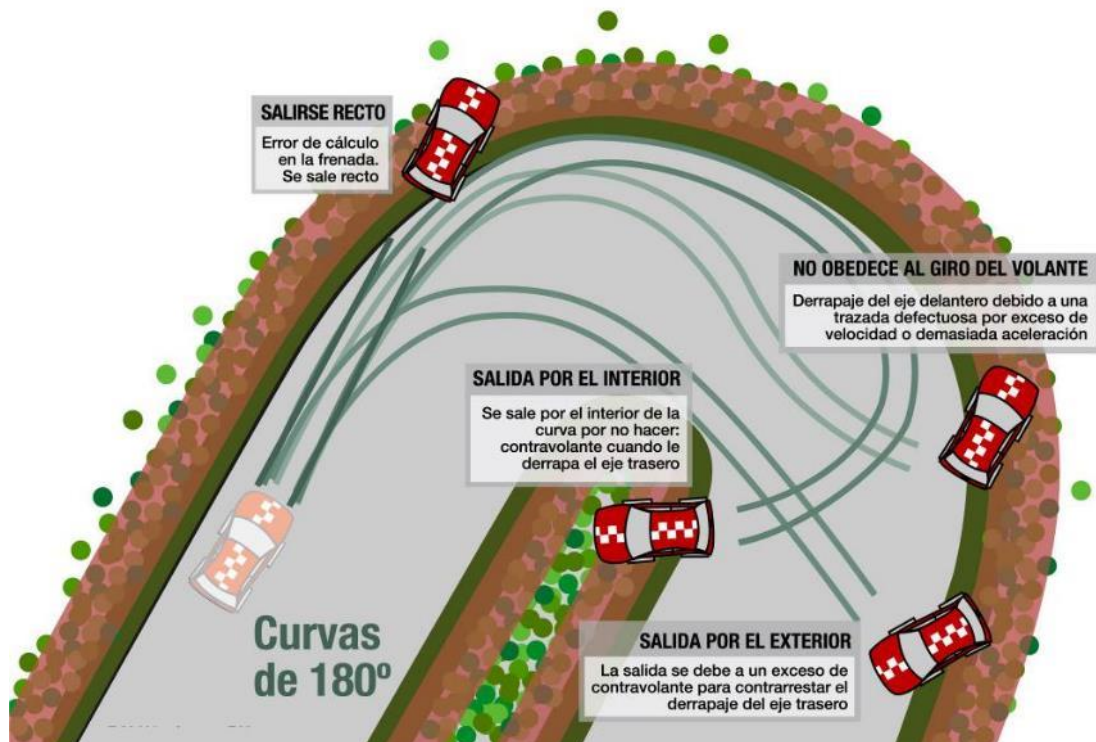 SALIRSE RECTO
Error de cálculo
en la frenada.
Se sale recto
NO OBEDECE AL GIRO DEL VOLANTE
Derrapaje del eje delantero debido a una
trazada defectuosa por exceso de
velocidad o demasiada aceleración
SALIDA POR EL INTERIOR
Se sale por el interior de la
curva por no hacer:
contravolante cuando le
derrapa el eje trasero
SALIDA POR EL EXTERIOR
La salida se debe a un exceso de
contravolante para contrarrestar el
derrapaje del eje trasero
Curvas
de 180º